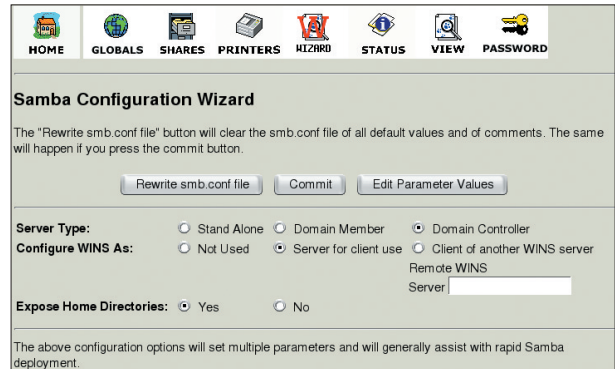 HOME GLOBALS SHARES PRINTERS WIZARD STATUS VIEW PASSWORD
Samba Configuration Wizard
The "Rewrite smb.conf file" button will clear the smb.conf file of all default values and of comments. The same
will happen if you press the commit button.
Rewrite smb.conf file Commit Edit Parameter Values
Server Type: Stand Alone Domain Member Domain Controller
Configure WINS As: Not Used Server for client use Client of another WINS server
Remote WINS
Server
Expose Home Directories: Yes No
The above configuration options will set multiple parameters and will generally assist with rapid Samba
deployment.